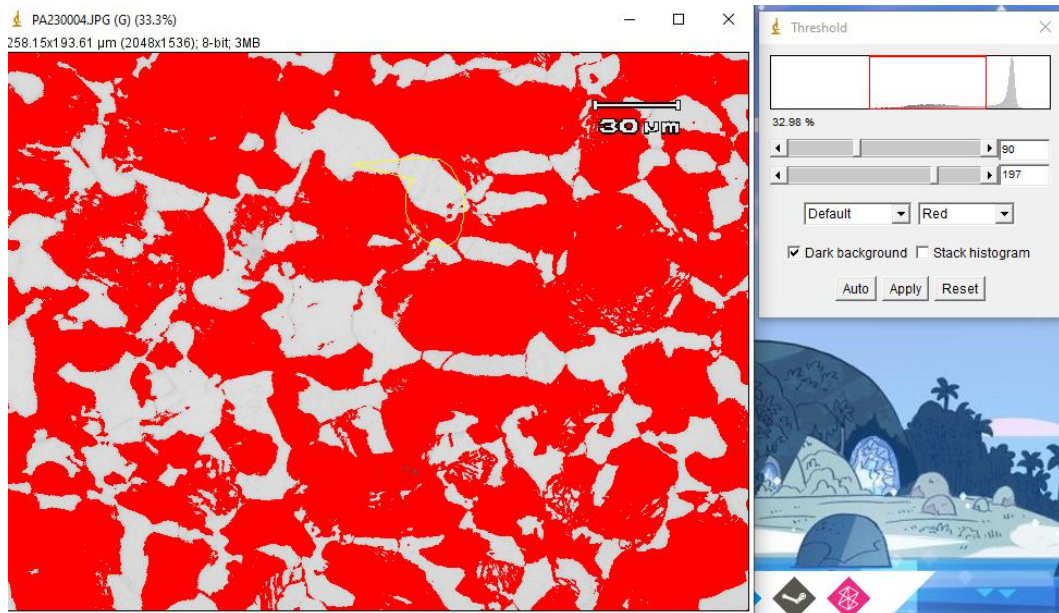 PA230004.JPG (G) (33.3%)
258.15x193.61 µm (2048x1536); 8-bit; 3MB
30 µm
Threshold
32.98 %
90
197
Default
Red
Dark background
Stack histogram
Auto
Apply
Reset